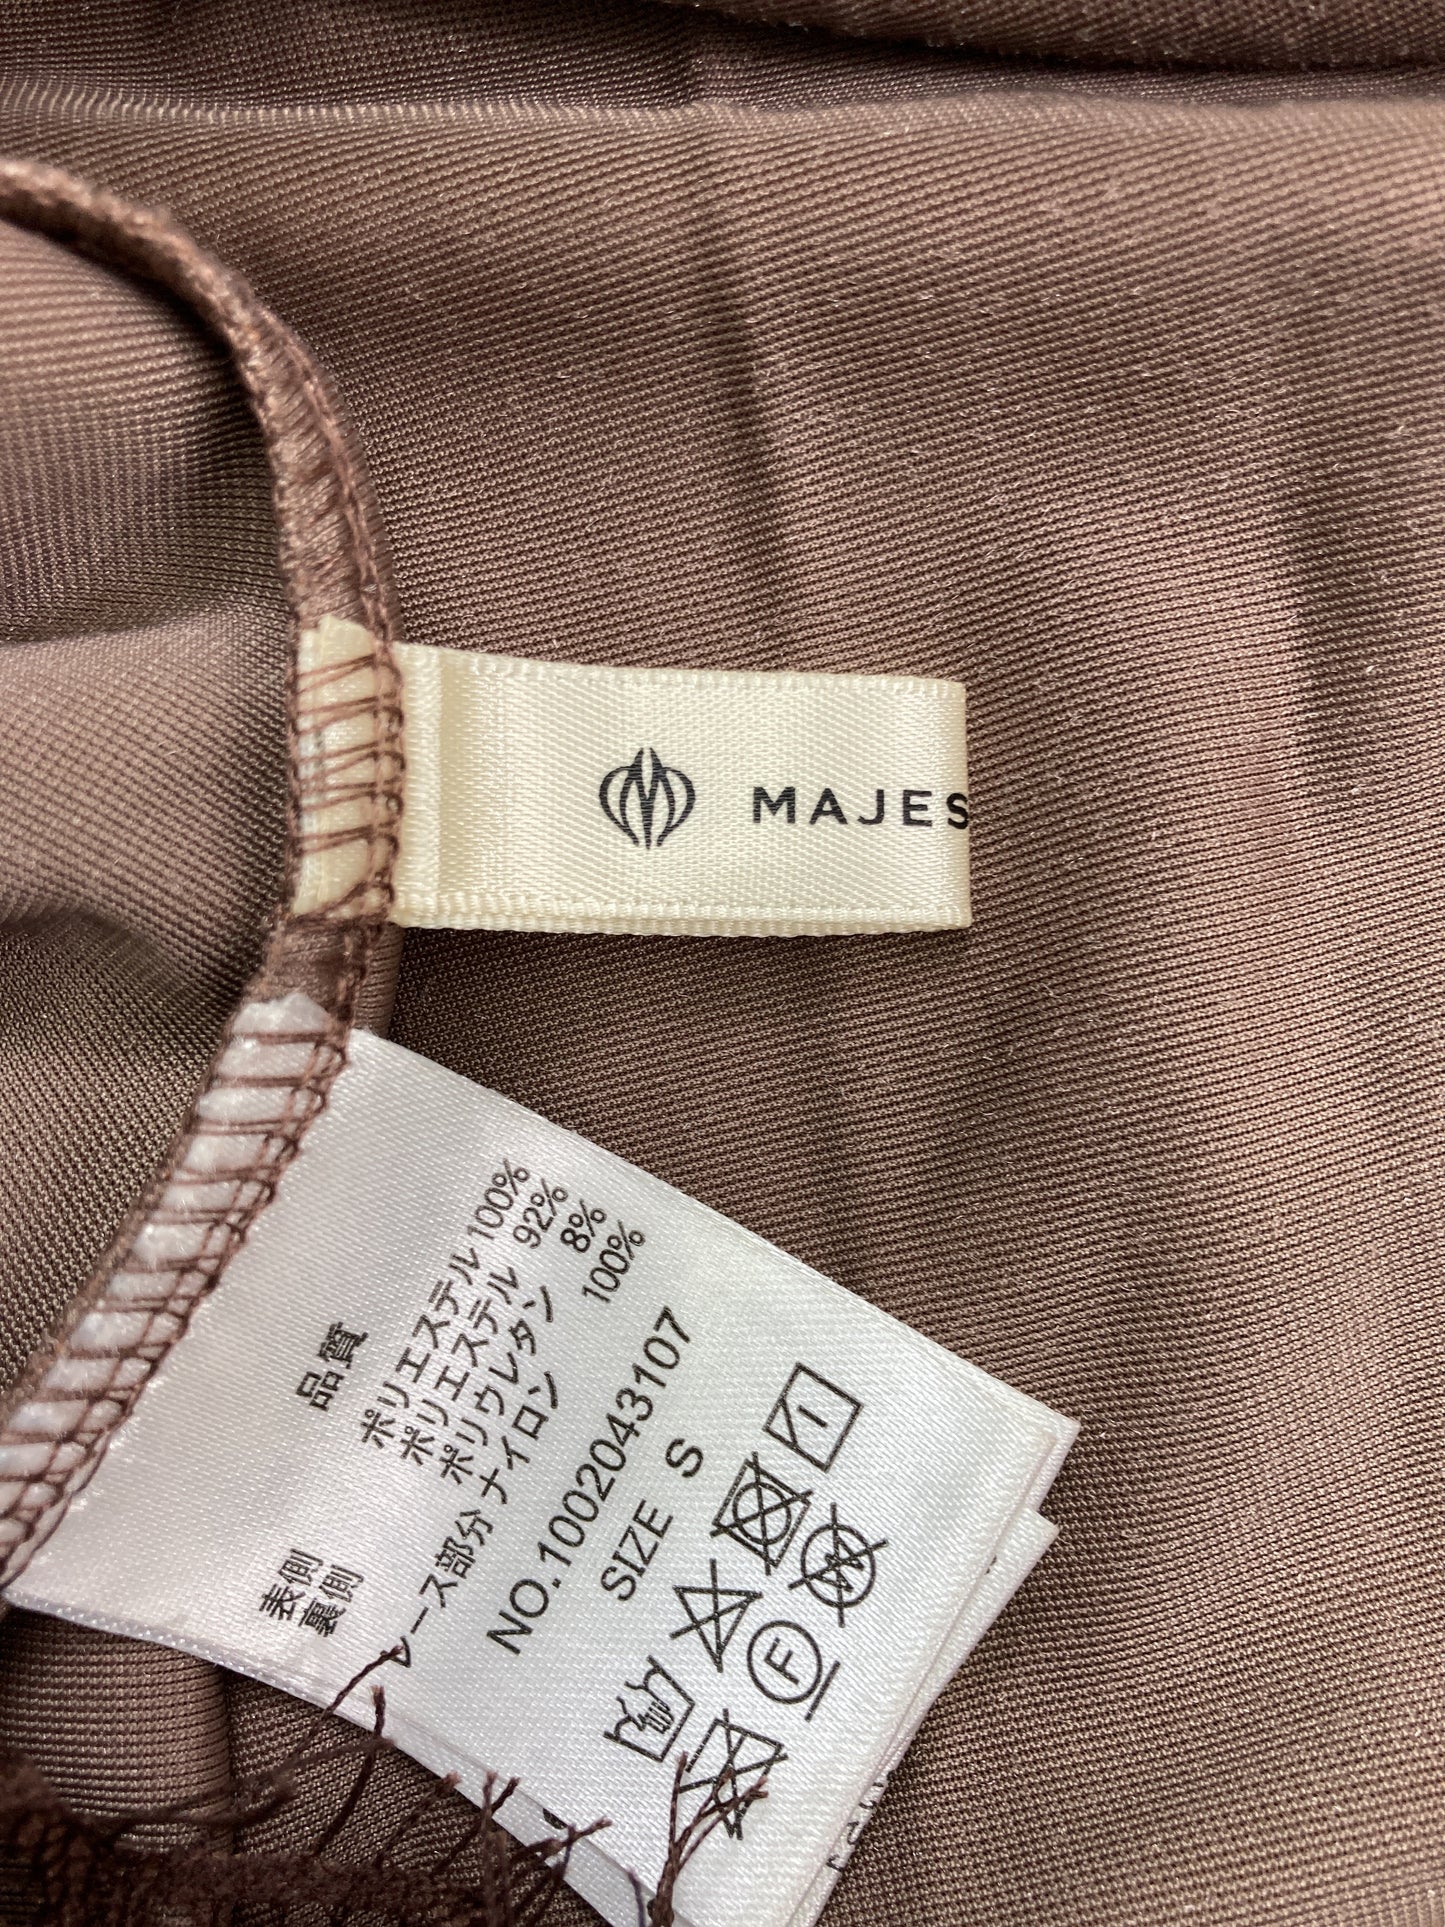 MAJES
品質
表側 ポリエステル 100%
裏側 ポリエステル 92%
ポリウレタン 8%
レース部分 ナイロン 100%
NO.1002043107
SIZE S
F